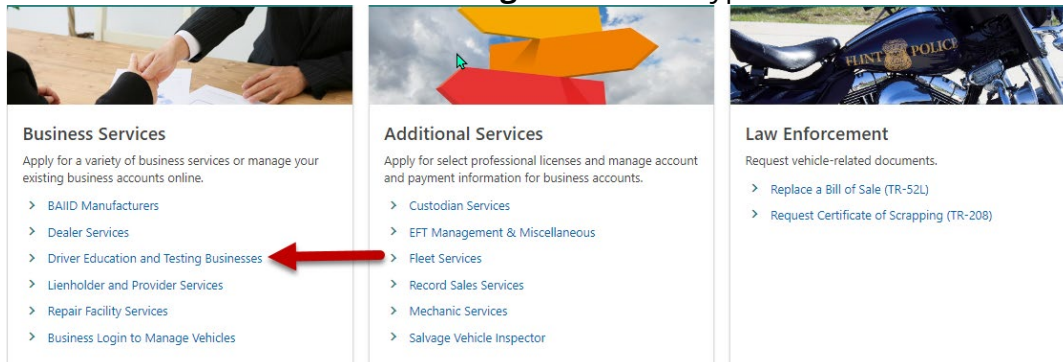 FLINT POLICE
Business Services
Apply for a variety of business services or manage your
existing business accounts online.
> BAIID Manufacturers
> Dealer Services
> Driver Education and Testing Businesses
> Lienholder and Provider Services
> Repair Facility Services
> Business Login to Manage Vehicles
Additional Services
Apply for select professional licenses and manage account
and payment information for business accounts.
> Custodian Services
> EFT Management & Miscellaneous
> Fleet Services
> Record Sales Services
> Mechanic Services
> Salvage Vehicle Inspector
Law Enforcement
Request vehicle-related documents.
> Replace a Bill of Sale (TR-52L)
> Request Certificate of Scrapping (TR-208)